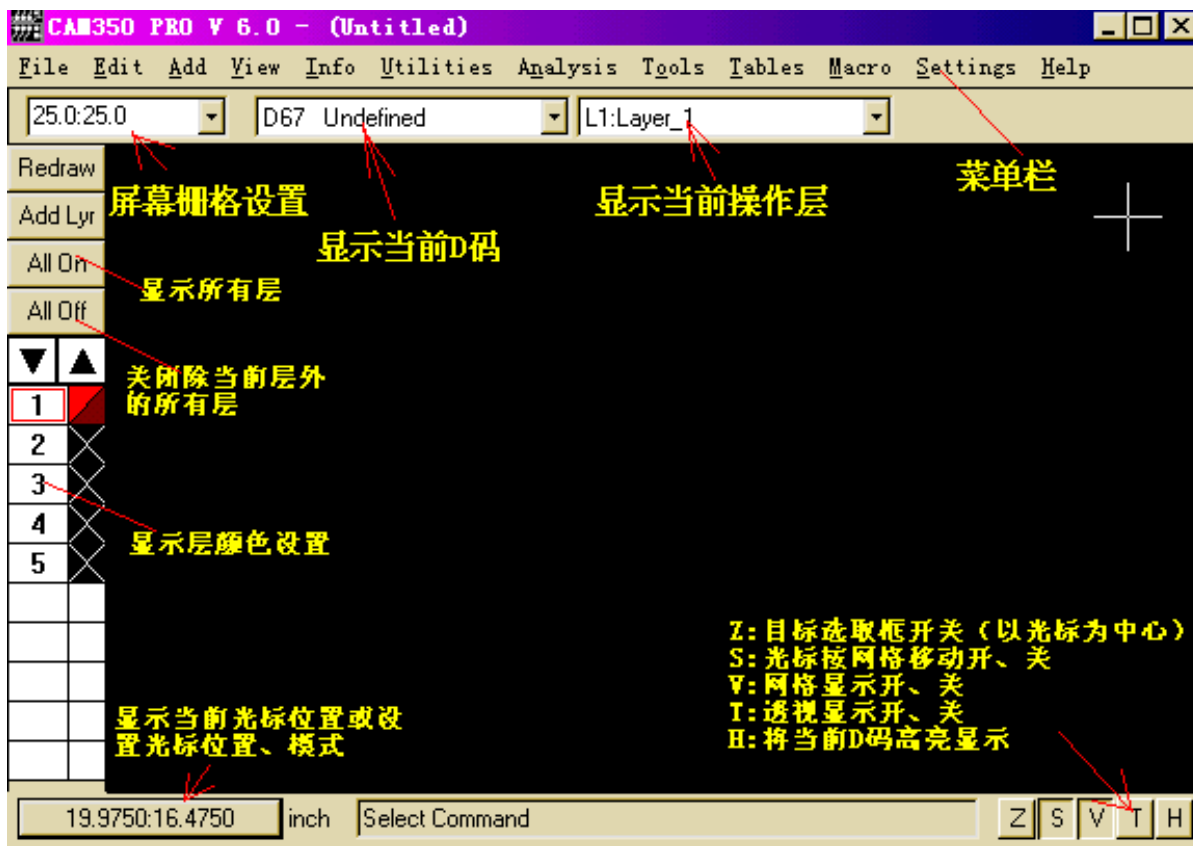 CAM350 PRO V 6.0 - (Untitled)
File Edit Add View Info Utilities Analysis Tools Tables Macro Settings Help
25.0:25.0 D67 Undefined L1:Layer_1
Redraw
菜单栏
屏幕栅格设置
显示当前操作层
Add Lyr
显示当前D码
All On
显示所有层
All Off
关闭除当前层外
的所有层
1
2
3
4
显示层颜色设置
5
Z:目标选取框开关（以光标为中心）
S:光标按网格移动开、关
V:网格显示开、关
T:透视显示开、关
H:将当前D码高亮显示
显示当前光标位置或设
置光标位置、模式
19.9750:16.4750 inch Select Command Z S V T H